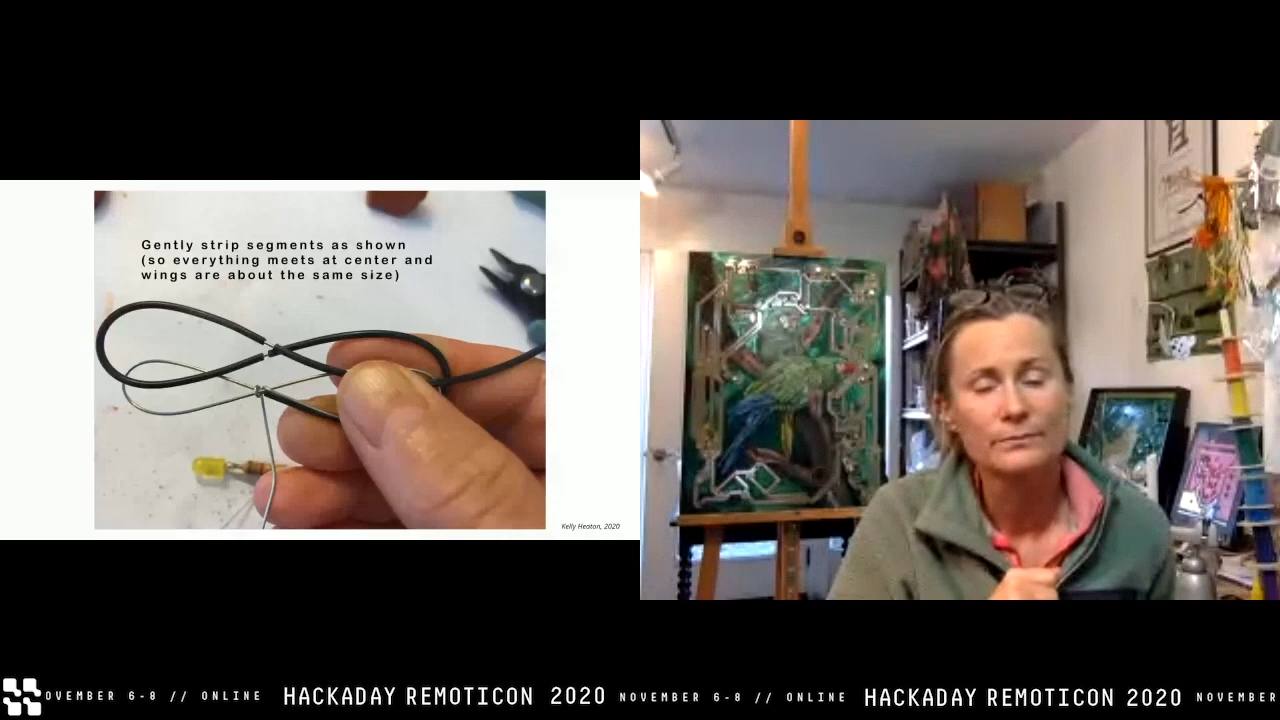 Gently strip segments as shown
(so everything meets at center and
wings are about the same size)
Kelly Heaton, 2020
OVEMBER 6-8 // ONLINE HACKADAY REMOTICON 2020 NOVEMBER 6-8 // ONLINE HACKADAY REMOTICON 2020 NOVEMBER